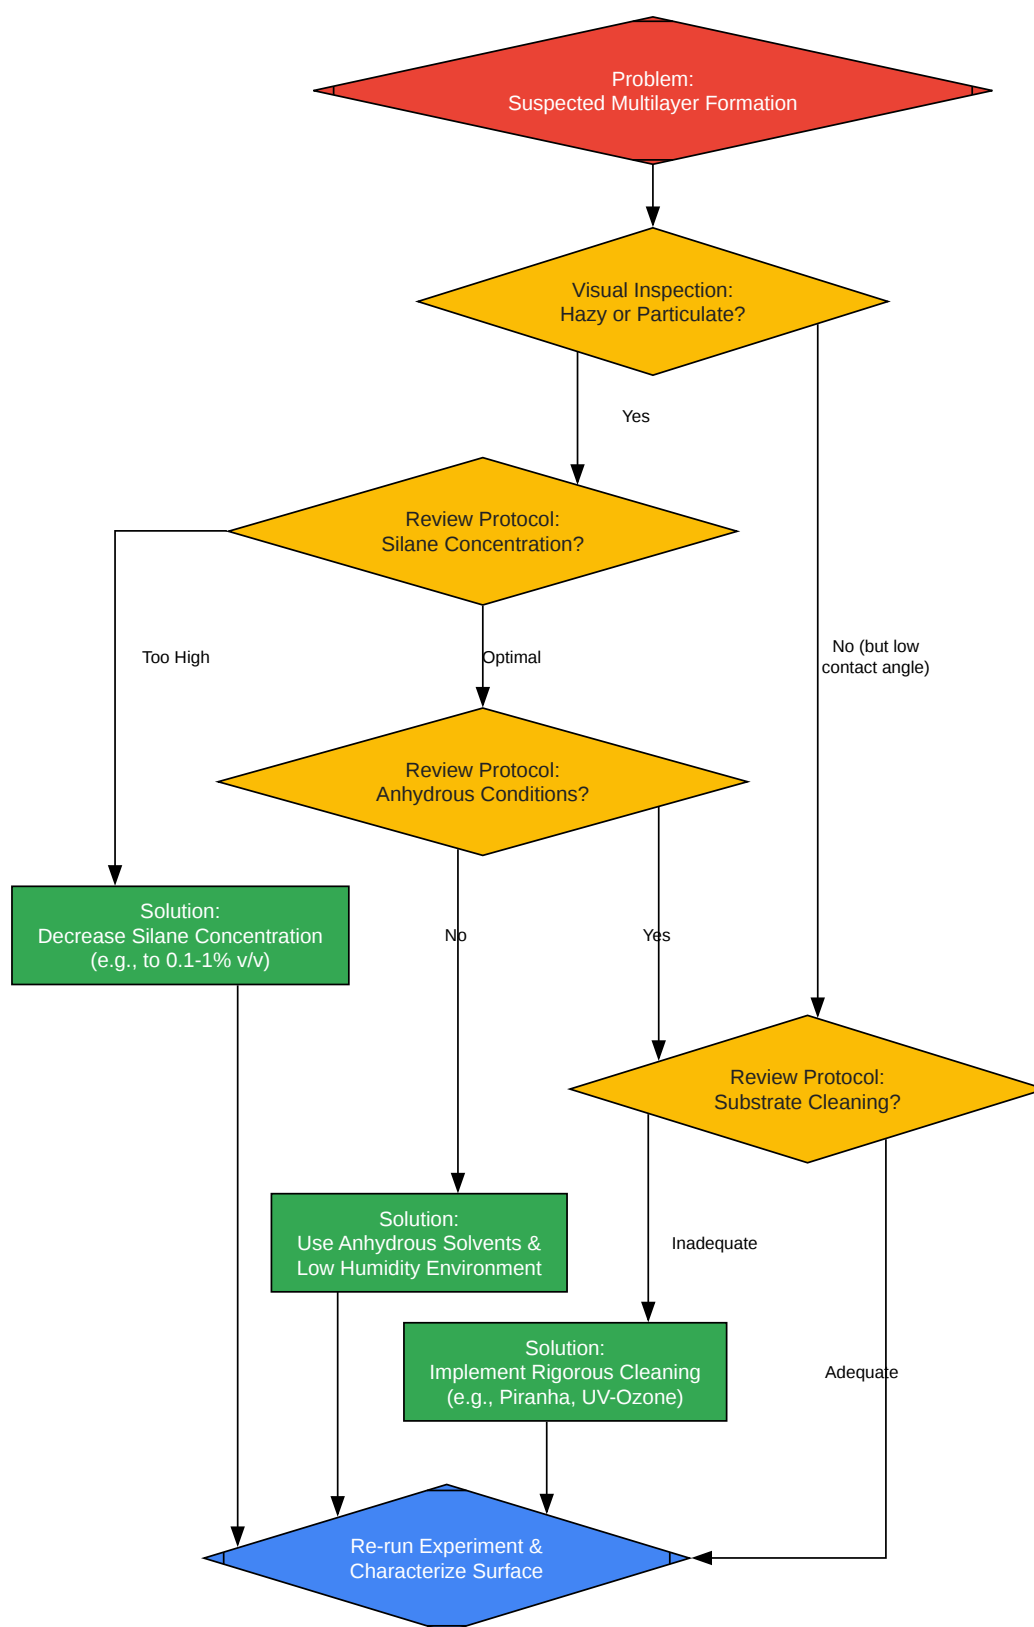 Problem:
Suspected Multilayer Formation
Visual Inspection:
Hazy or Particulate?
Yes
Review Protocol:
Silane Concentration?
Too High
Optimal
No (but low
contact angle)
Review Protocol:
Anhydrous Conditions?
Solution:
Decrease Silane Concentration
(e.g., to 0.1-1% v/v)
No
Yes
Review Protocol:
Substrate Cleaning?
Solution:
Use Anhydrous Solvents &
Low Humidity Environment
Inadequate
Solution:
Implement Rigorous Cleaning
(e.g., Piranha, UV-Ozone)
Adequate
Re-run Experiment &
Characterize Surface